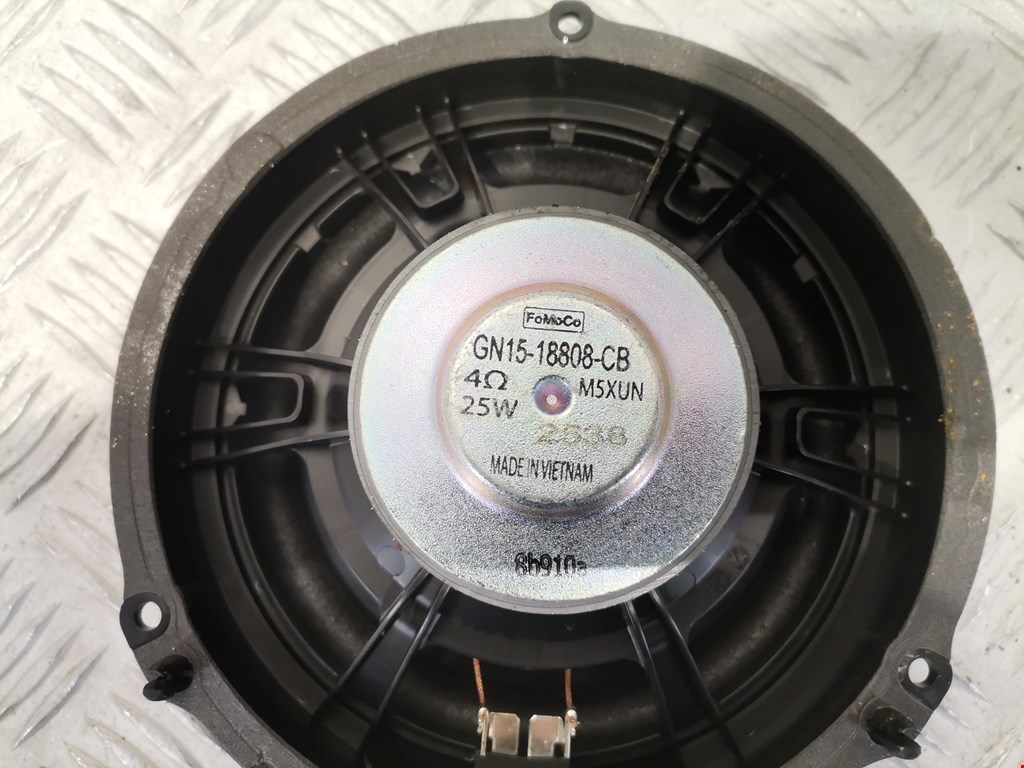 FoMoCo
GN15-18808-CB
4Ω M5XUN
25W
2538
MADE IN VIETNAM
8h910a